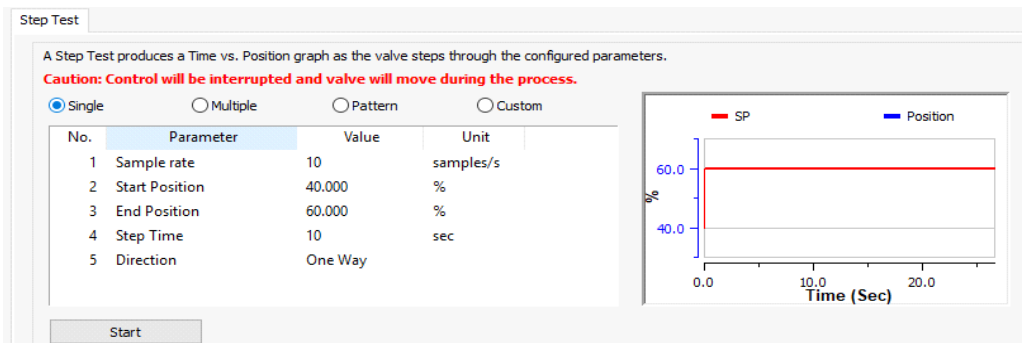 Step Test
A Step Test produces a Time vs. Position graph as the valve steps through the configured parameters.
Caution: Control will be interrupted and valve will move during the process.
Single Multiple Pattern Custom
No. Parameter Value Unit
1 Sample rate 10 samples/s
2 Start Position 40.000 %
3 End Position 60.000 %
4 Step Time 10 sec
5 Direction One Way
Start
SP Position
60.0
%
40.0
0.0 10.0 20.0
Time (Sec)